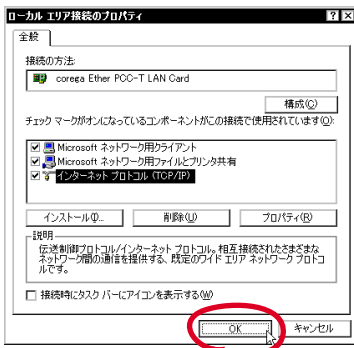 ローカル エリア接続のプロパティ
全般
接続の方法:
corega Ether PCC-T LAN Card
構成(C)
チェック マークがオンになっているコンポーネントがこの接続で使用されています(O):
Microsoft ネットワーク用クライアント
Microsoft ネットワーク用ファイルとプリンタ共有
インターネット プロトコル (TCP/IP)
インストール(I)... 削除(U) プロパティ(R)
説明
伝送制御プロトコル/インターネット プロトコル。相互接続されたさまざまな
ネットワーク間の通信を提供する、既定のワイド エリア ネットワーク プロトコ
ルです。
接続時にタスク バーにアイコンを表示する(W)
OK キャンセル